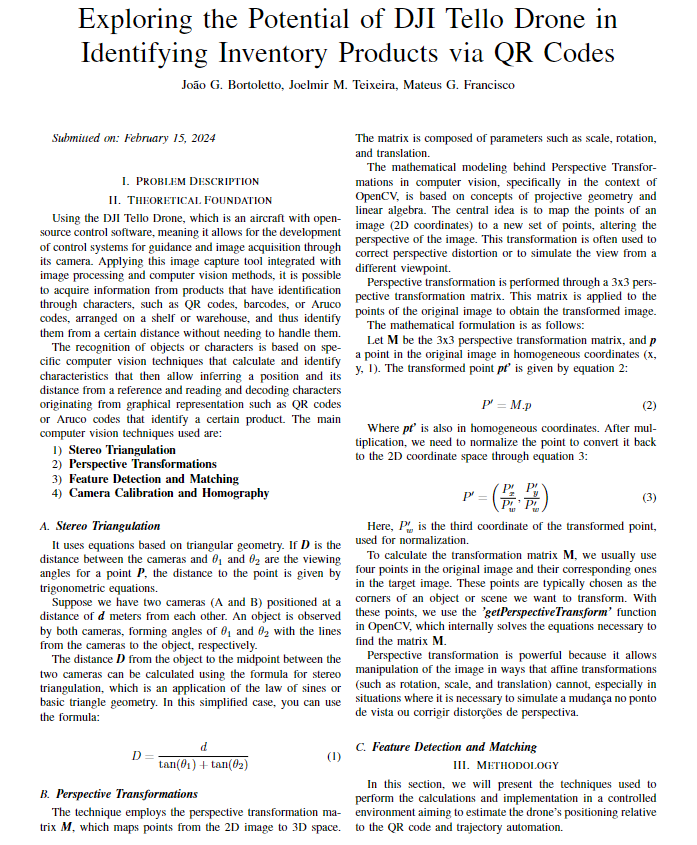 Exploring the Potential of DJI Tello Drone in
Identifying Inventory Products via QR Codes
João G. Bortoletto, Joelmir M. Teixeira, Mateus G. Francisco
Submitted on: February 15, 2024
I. PROBLEM DESCRIPTION
II. THEORETICAL FOUNDATION
Using the DJI Tello Drone, which is an aircraft with open-
source control software, meaning it allows for the development
of control systems for guidance and image acquisition through
its camera. Applying this image capture tool integrated with
image processing and computer vision methods, it is possible
to acquire information from products that have identification
through characters, such as QR codes, barcodes, or Aruco
codes, arranged on a shelf or warehouse, and thus identify
them from a certain distance without needing to handle them.
The recognition of objects or characters is based on spe-
cific computer vision techniques that calculate and identify
characteristics that then allow inferring a position and its
distance from a reference and reading and decoding characters
originating from graphical representation such as QR codes
or Aruco codes that identify a certain product. The main
computer vision techniques used are:
1) Stereo Triangulation
2) Perspective Transformations
3) Feature Detection and Matching
4) Camera Calibration and Homography
A. Stereo Triangulation
It uses equations based on triangular geometry. If D is the
distance between the cameras and θ1 and θ2 are the viewing
angles for a point P, the distance to the point is given by
trigonometric equations.
Suppose we have two cameras (A and B) positioned at a
distance of d meters from each other. An object is observed
by both cameras, forming angles of θ1 and θ2 with the lines
from the cameras to the object, respectively.
The distance D from the object to the midpoint between the
two cameras can be calculated using the formula for stereo
triangulation, which is an application of the law of sines or
basic triangle geometry. In this simplified case, you can use
the formula:
D = d / (tan(θ1) + tan(θ2)) (1)
B. Perspective Transformations
The technique employs the perspective transformation ma-
trix M, which maps points from the 2D image to 3D space.
The matrix is composed of parameters such as scale, rotation,
and translation.
The mathematical modeling behind Perspective Transfor-
mations in computer vision, specifically in the context of
OpenCV, is based on concepts of projective geometry and
linear algebra. The central idea is to map the points of an
image (2D coordinates) to a new set of points, altering the
perspective of the image. This transformation is often used to
correct perspective distortion or to simulate the view from a
different viewpoint.
Perspective transformation is performed through a 3x3 pers-
pective transformation matrix. This matrix is applied to the
points of the original image to obtain the transformed image.
The mathematical formulation is as follows:
Let M be the 3x3 perspective transformation matrix, and p
a point in the original image in homogeneous coordinates (x,
y, 1). The transformed point pt' is given by equation 2:
P′ = M.p (2)
Where pt' is also in homogeneous coordinates. After mul-
tiplication, we need to normalize the point to convert it back
to the 2D coordinate space through equation 3:
P′ = (P′x / P′w, P′y / P′w) (3)
Here, P′w is the third coordinate of the transformed point,
used for normalization.
To calculate the transformation matrix M, we usually use
four points in the original image and their corresponding ones
in the target image. These points are typically chosen as the
corners of an object or scene we want to transform. With
these points, we use the 'getPerspectiveTransform' function
in OpenCV, which internally solves the equations necessary to
find the matrix M.
Perspective transformation is powerful because it allows
manipulation of the image in ways that affine transformations
(such as rotation, scale, and translation) cannot, especially in
situations where it is necessary to simulate a mudança no ponto
de vista ou corrigir distorções de perspectiva.
C. Feature Detection and Matching
III. METHODOLOGY
In this section, we will present the techniques used to
perform the calculations and implementation in a controlled
environment aiming to estimate the drone's positioning relative
to the QR code and trajectory automation.